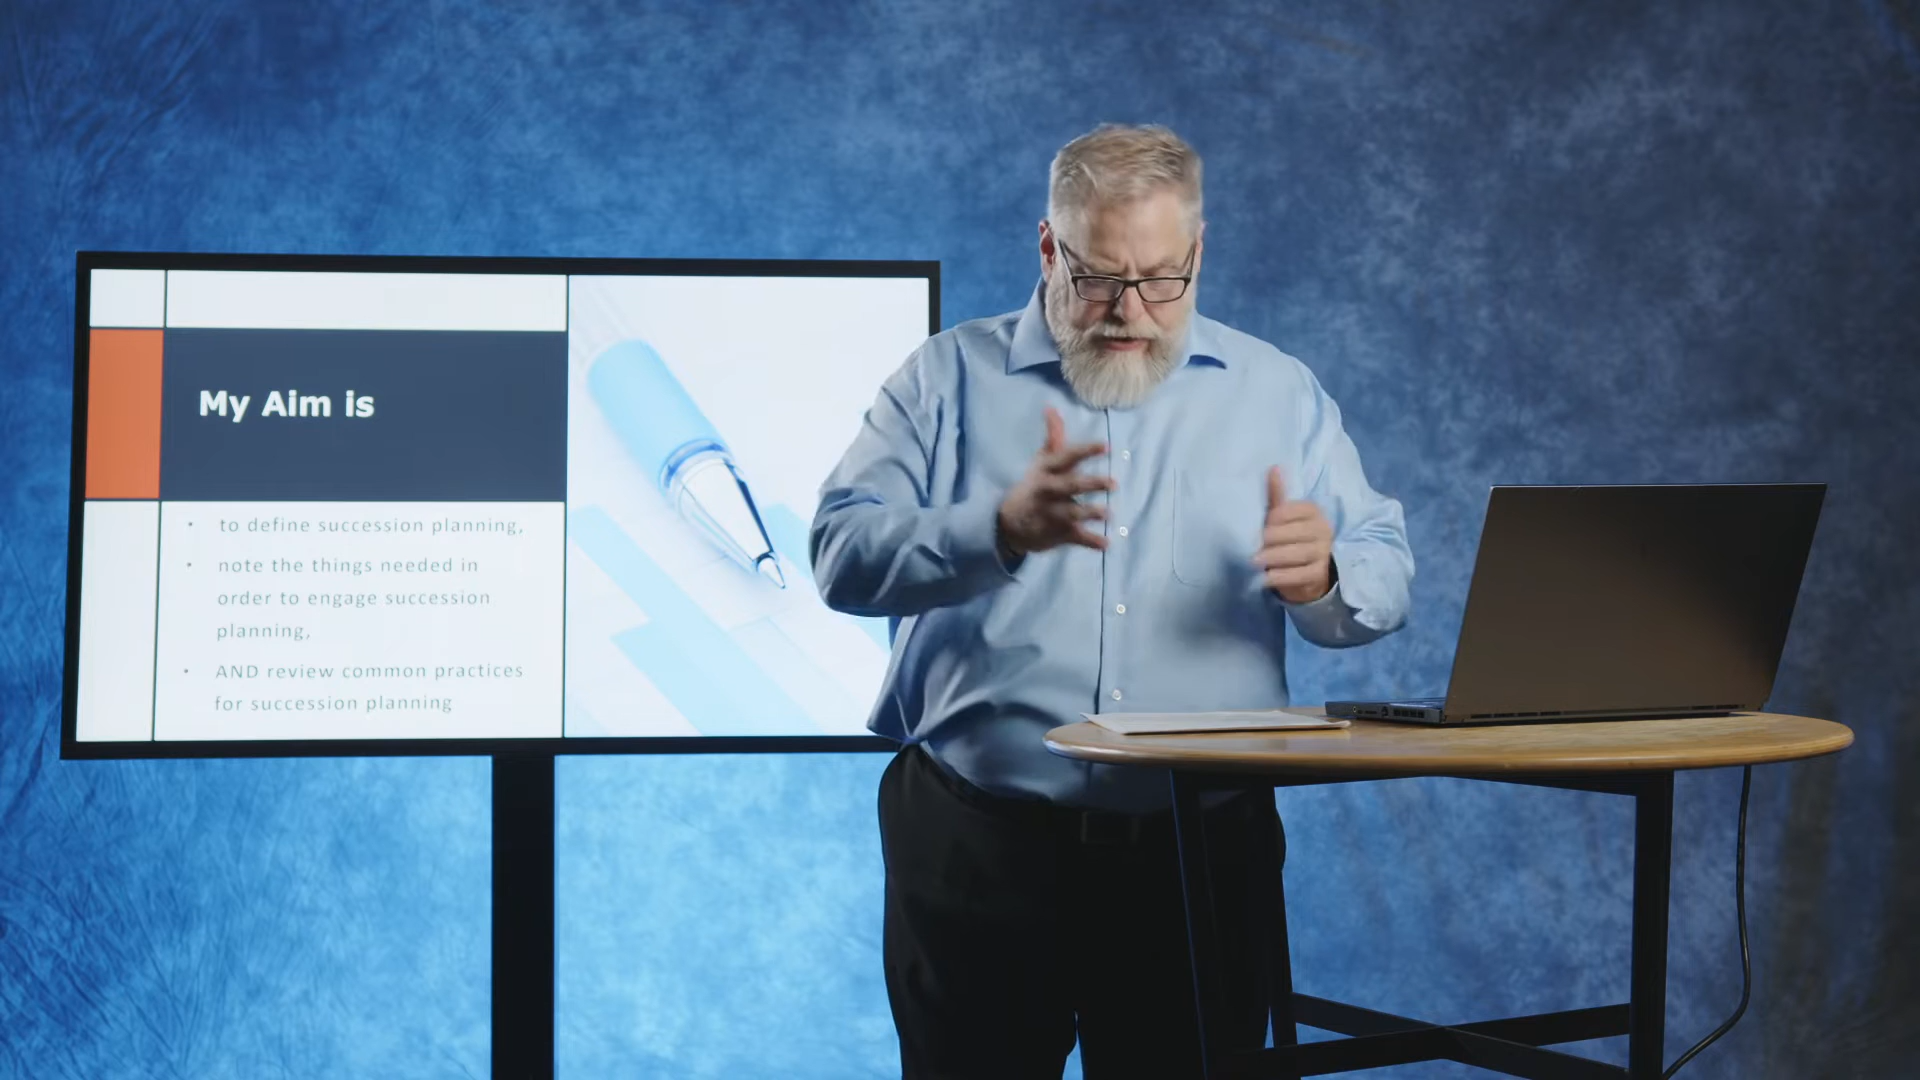 My Aim is
• to define succession planning,
• note the things needed in
order to engage succession
planning,
• AND review common practices
for succession planning